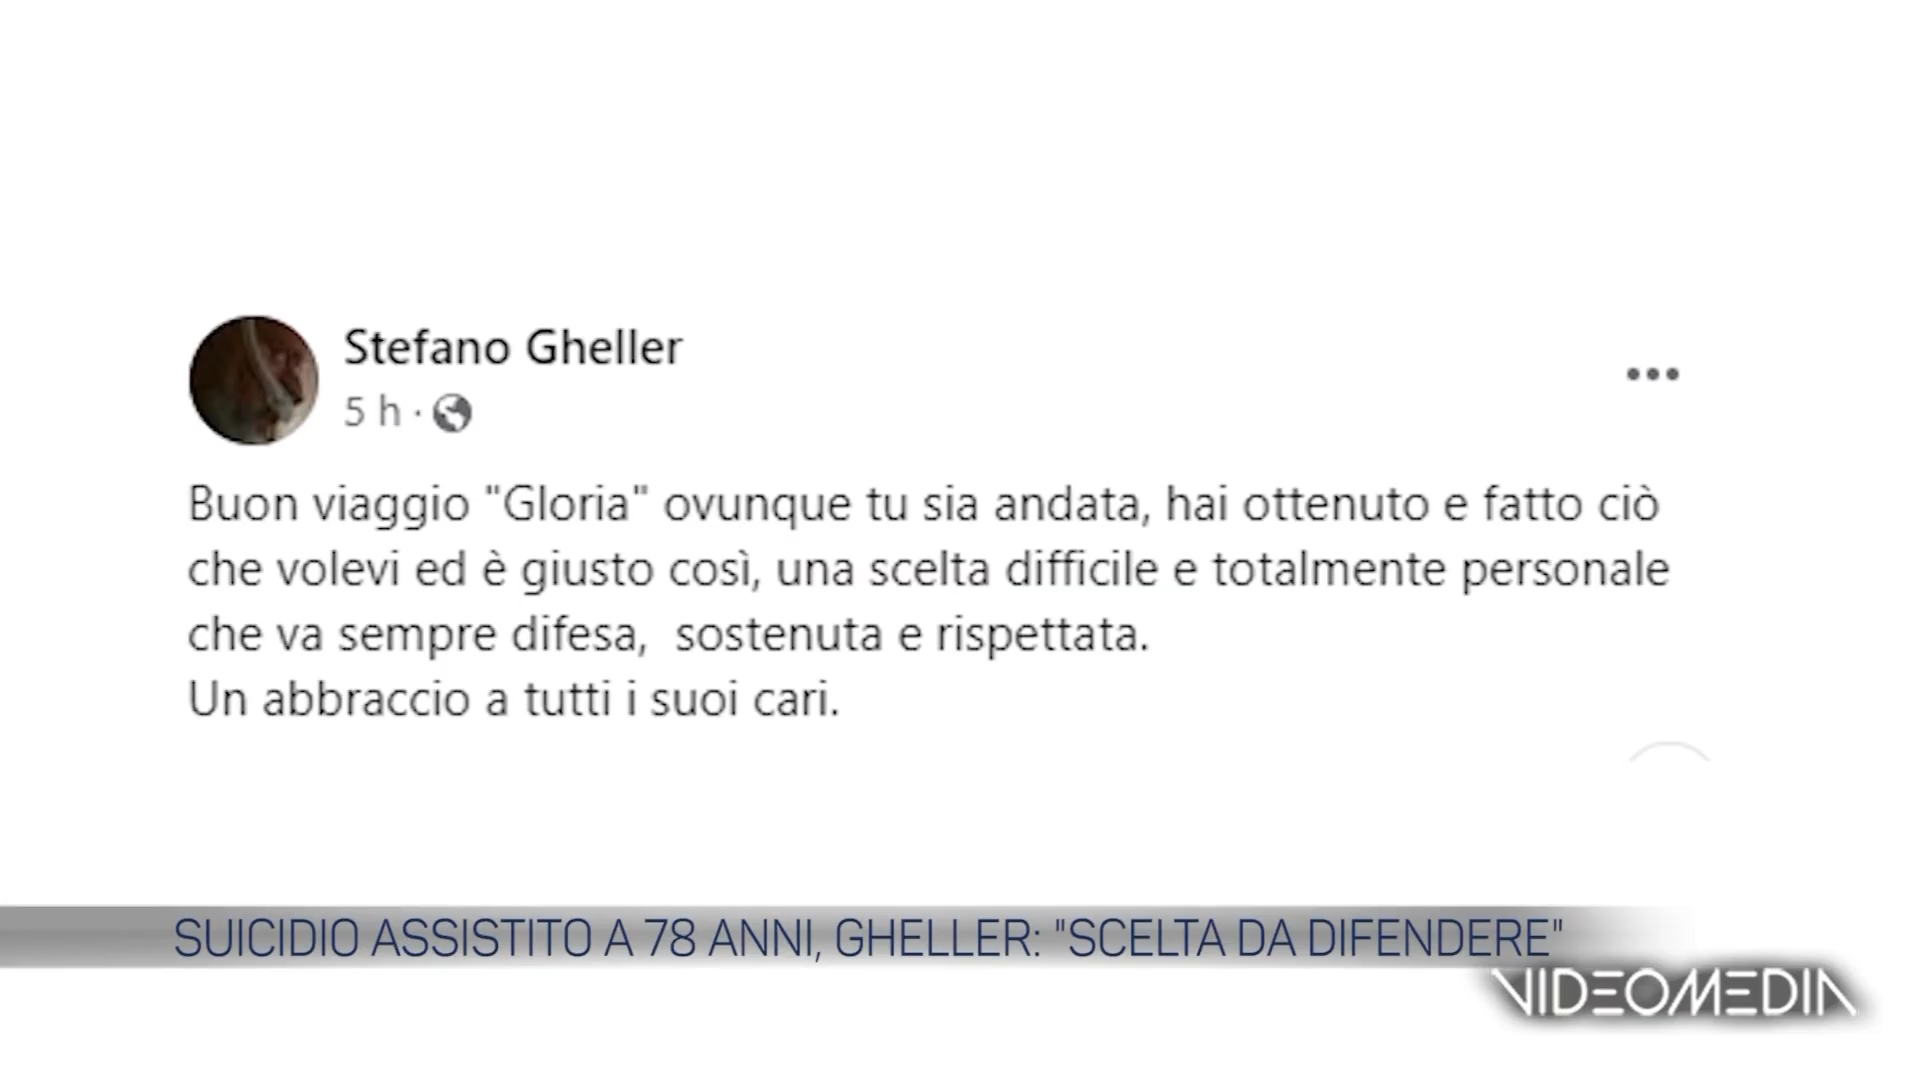 Stefano Gheller
5 h ·
Buon viaggio "Gloria" ovunque tu sia andata, hai ottenuto e fatto ciò
che volevi ed è giusto così, una scelta difficile e totalmente personale
che va sempre difesa,  sostenuta e rispettata.
Un abbraccio a tutti i suoi cari.
SUICIDIO ASSISTITO A 78 ANNI, GHELLER: "SCELTA DA DIFENDERE"
VIDEOMEDIA